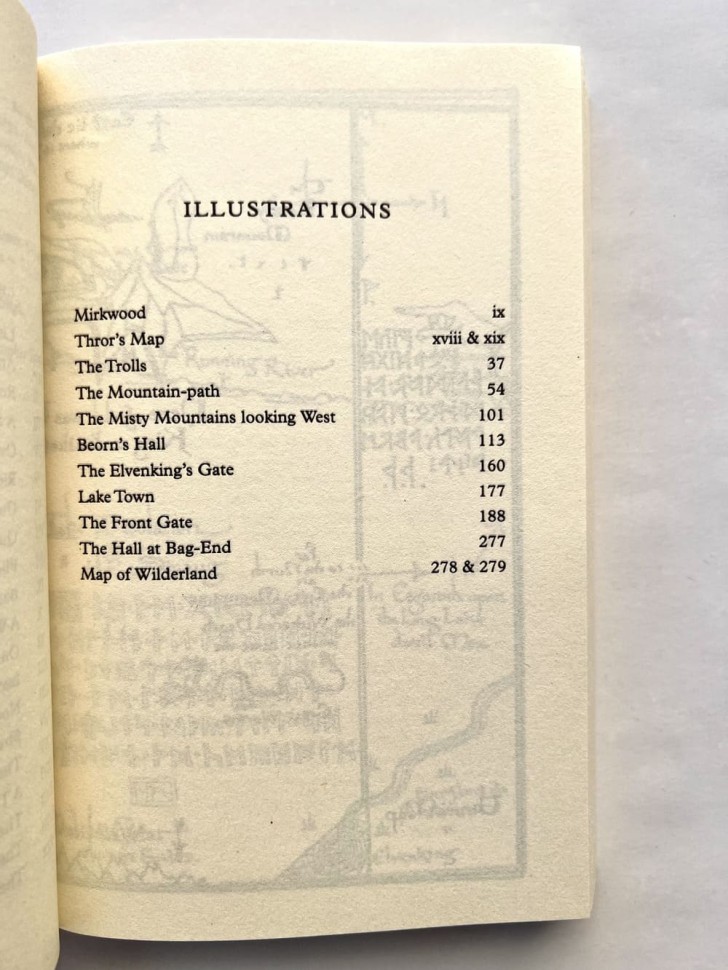 ILLUSTRATIONS
Mirkwood ix
Thror's Map xviii & xix
The Trolls 37
The Mountain-path 54
The Misty Mountains looking West 101
Beorn's Hall 113
The Elvenking's Gate 160
Lake Town 177
The Front Gate 188
The Hall at Bag-End 277
Map of Wilderland 278 & 279
Running River